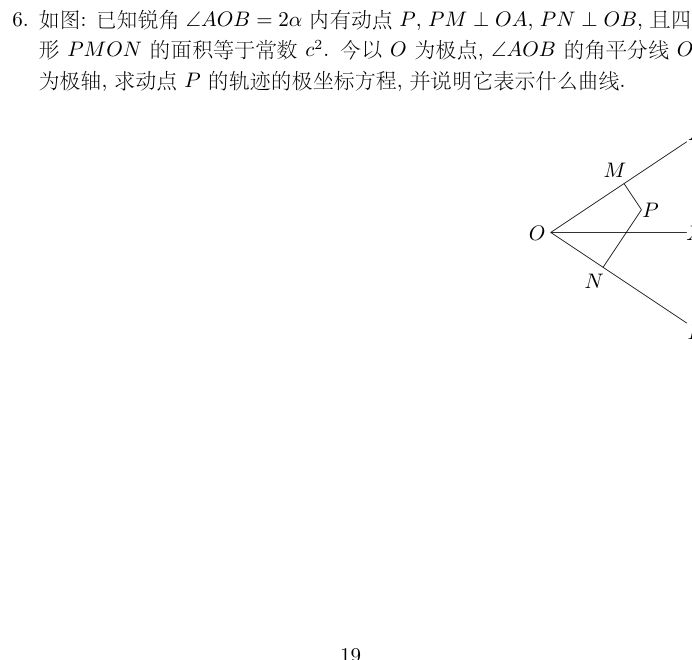 6. 如图: 已知锐角 ∠AOB = 2α 内有动点 P, PM ⊥ OA, PN ⊥ OB, 且四
形 PMON 的面积等于常数 c². 今以 O 为极点, ∠AOB 的角平分线 O
为极轴, 求动点 P 的轨迹的极坐标方程, 并说明它表示什么曲线.
M
P
O
N
19